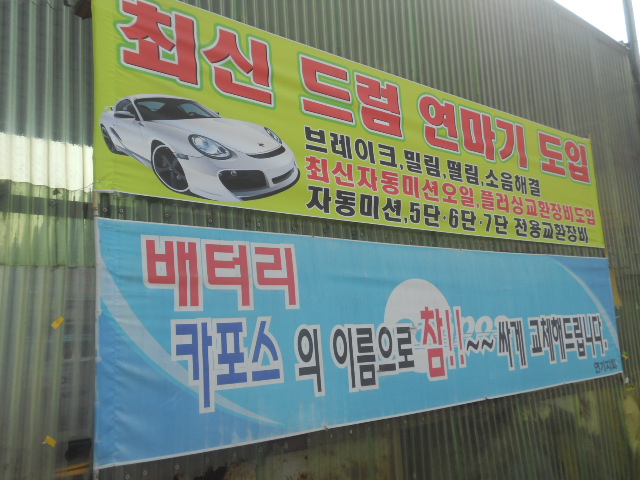 최신 드럼 연마기 도입
브레이크,밀림,떨림,소음해결
최신자동미션오일,플러싱교환장비도입
자동미션,5단·6단·7단 전용교환장비
배터리
카포스 의 이름으로 참!!~~ 싸게 교체해드립니다.